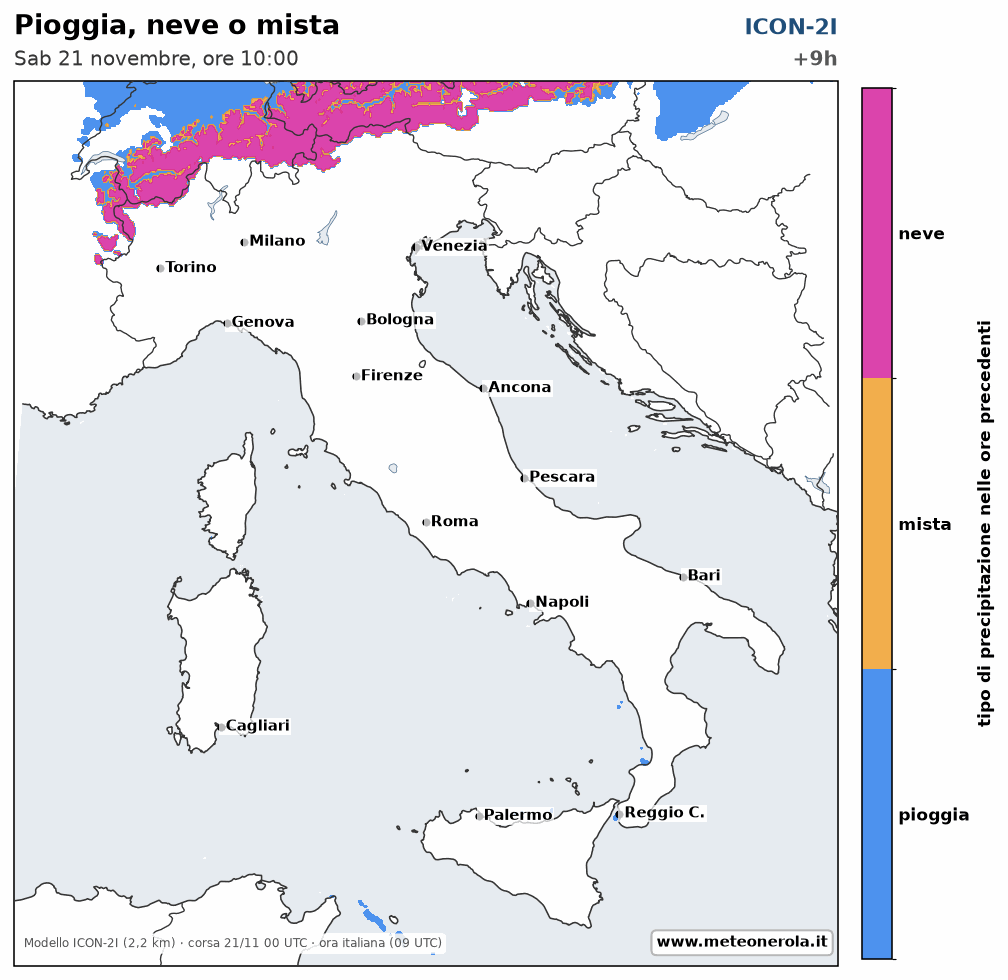 Pioggia, neve o mista
ICON-2I
Sab 21 novembre, ore 10:00
+9h
neve
mista
pioggia
tipo di precipitazione nelle ore precedenti
Milano
Venezia
Torino
Genova
Bologna
Firenze
Ancona
Pescara
Roma
Bari
Napoli
Cagliari
Palermo
Reggio C.
Modello ICON-2I (2,2 km) · corsa 21/11 00 UTC · ora italiana (09 UTC)
www.meteonerola.it